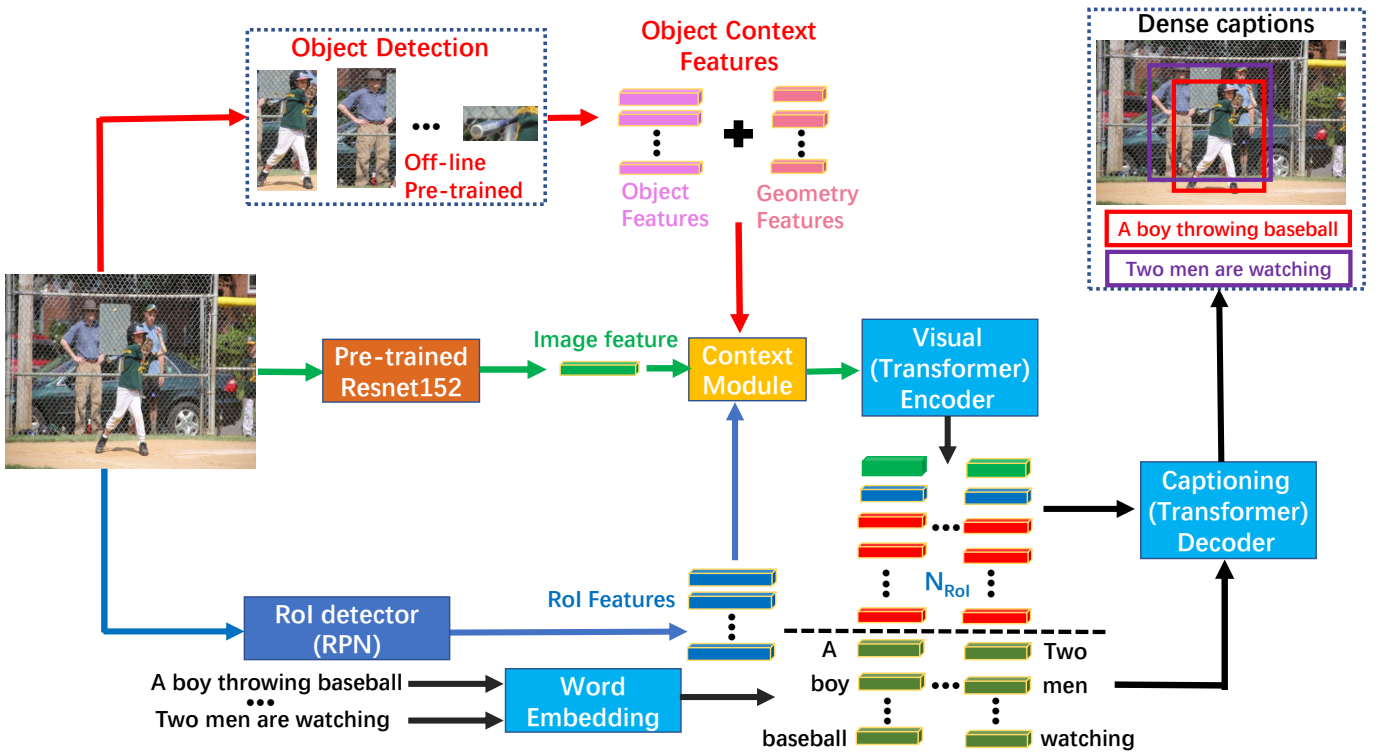 Object Detection
•••
Off-line
Pre-trained
Object Context
Features
Object
Features
+
Geometry
Features
Dense captions
A boy throwing baseball
Two men are watching
Pre-trained
Resnet152
Image feature
Context
Module
Visual
(Transformer)
Encoder
Captioning
(Transformer)
Decoder
RoI detector
(RPN)
RoI Features
N_RoI
A boy throwing baseball
•••
Two men are watching
Word
Embedding
A
Two
boy
men
baseball
watching